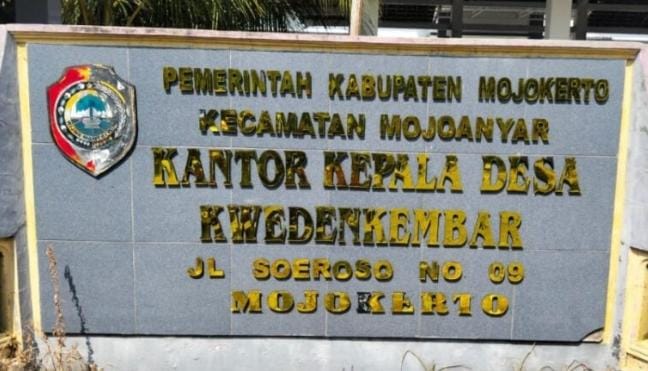 PEMERINTAH KABUPATEN MOJOKERTO
KECAMATAN MOJOANYAR
KANTOR KEPALA DESA
KWEDENKEMBAR
JL SOEROSO NO 09
MOJOKERTO